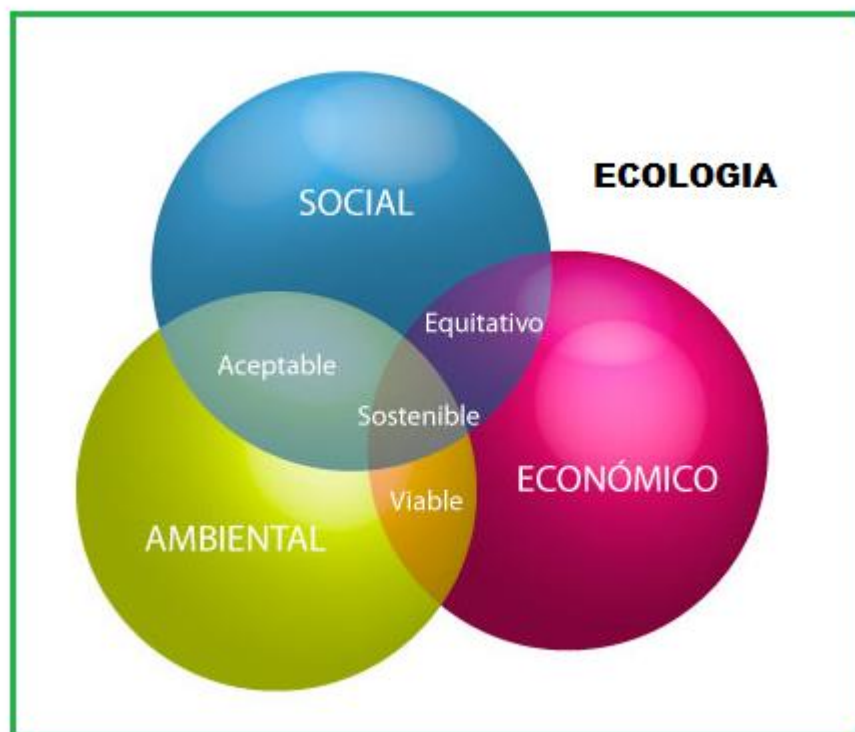 ECOLOGIA
SOCIAL
Equitativo
Aceptable
Sostenible
ECONÓMICO
Viable
AMBIENTAL